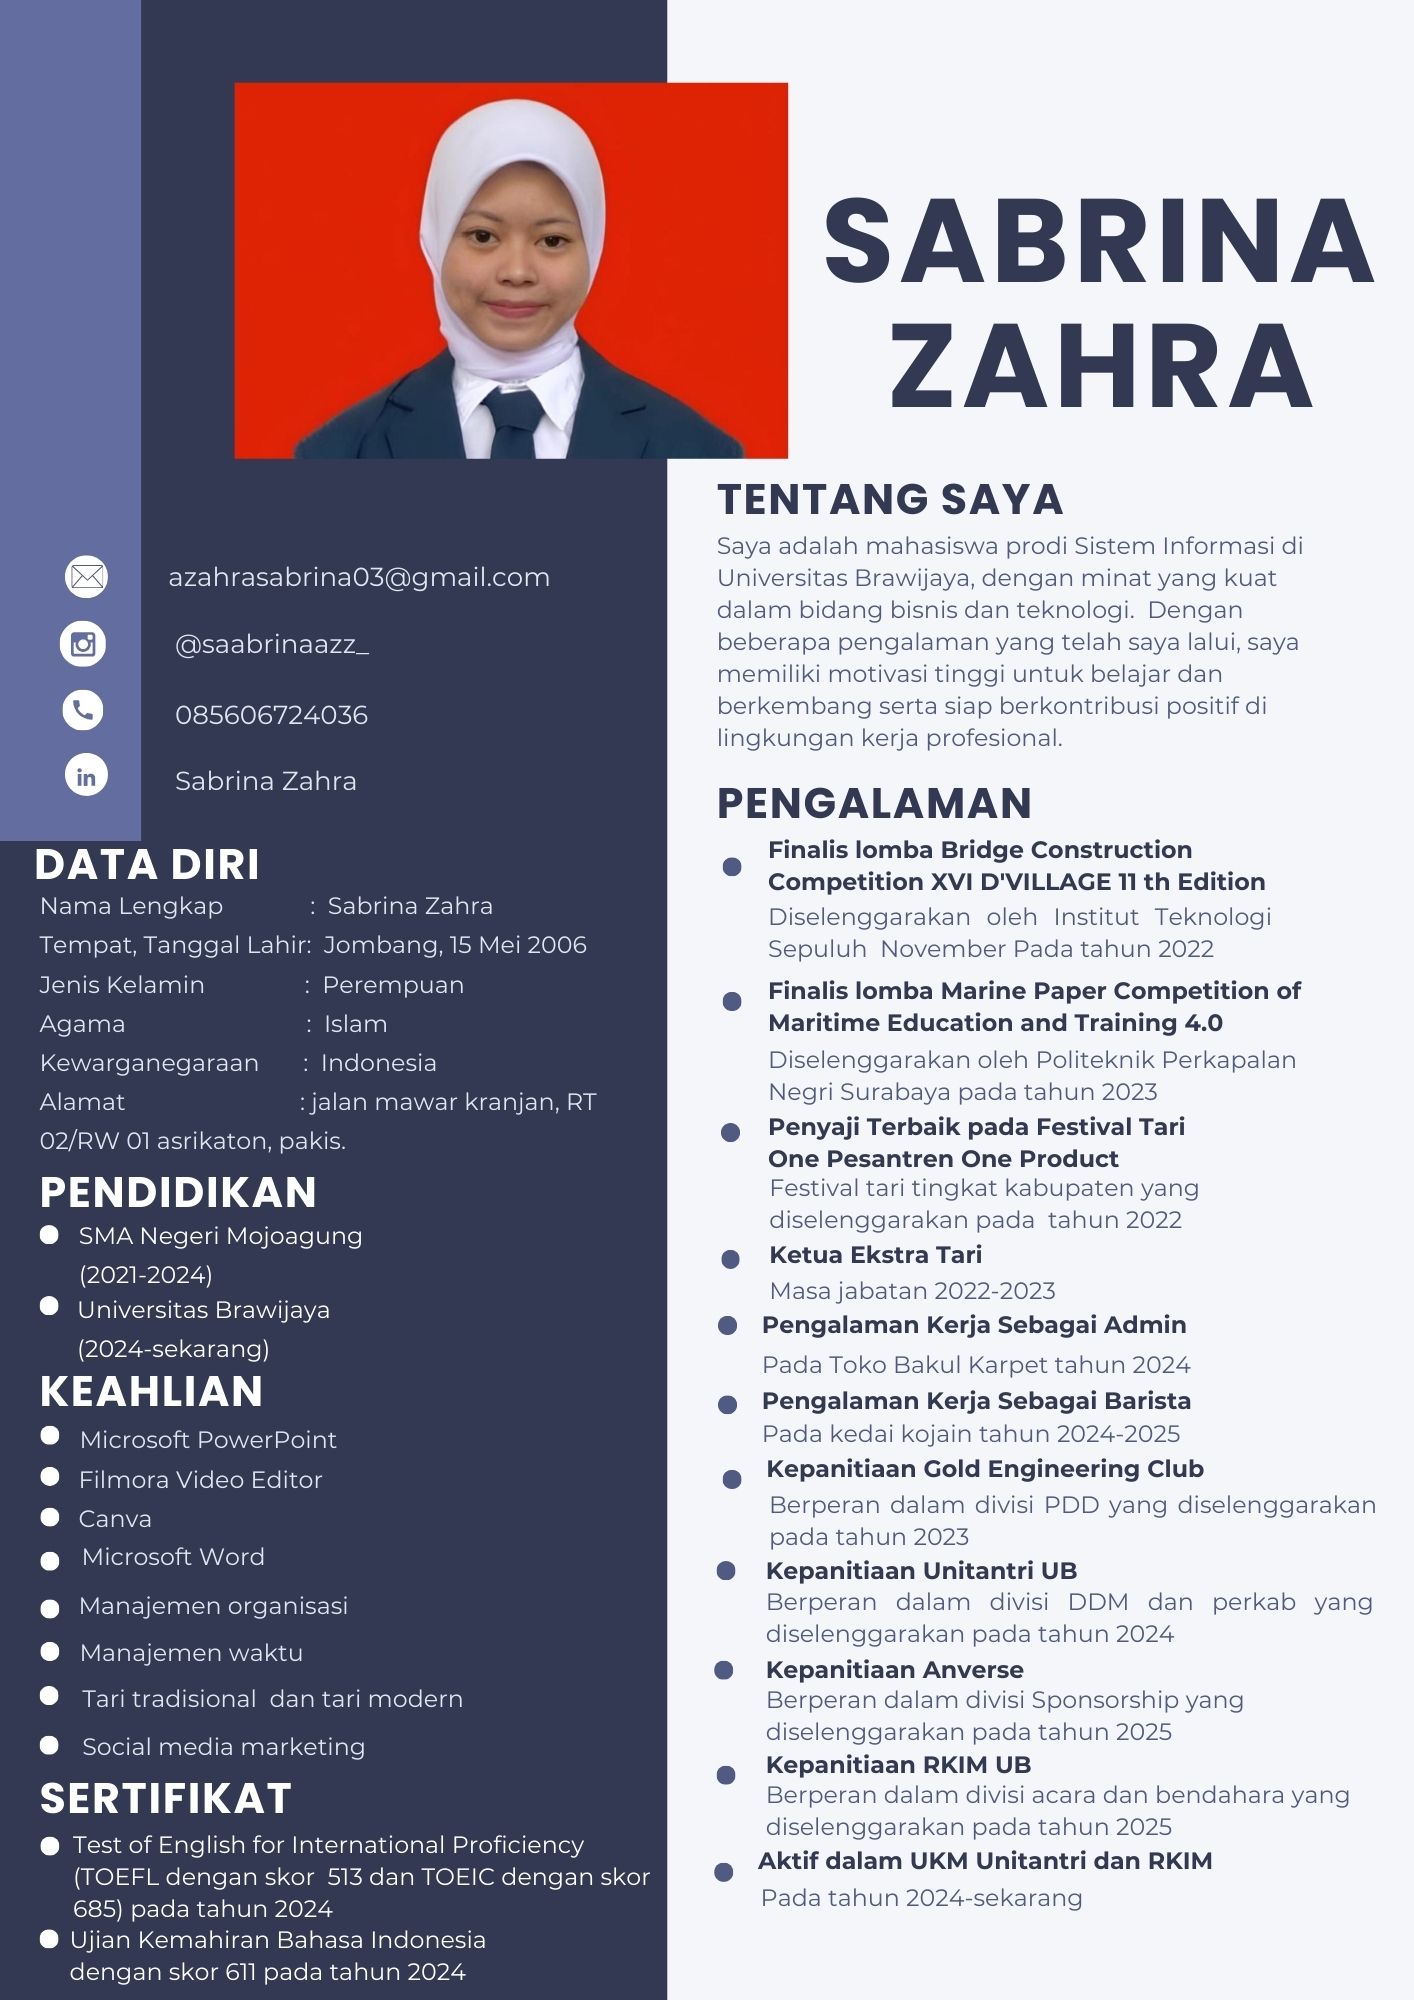 SABRINA
ZAHRA
azahrasabrina03@gmail.com
@saabrinaazz_
085606724036
in
Sabrina Zahra
DATA DIRI
Nama Lengkap : Sabrina Zahra
Tempat, Tanggal Lahir: Jombang, 15 Mei 2006
Jenis Kelamin : Perempuan
Agama : Islam
Kewarganegaraan : Indonesia
Alamat : jalan mawar kranjan, RT
02/RW 01 asrikaton, pakis.
PENDIDIKAN
SMA Negeri Mojoagung
(2021-2024)
Universitas Brawijaya
(2024-sekarang)
KEAHLIAN
Microsoft PowerPoint
Filmora Video Editor
Canva
Microsoft Word
Manajemen organisasi
Manajemen waktu
Tari tradisional dan tari modern
Social media marketing
SERTIFIKAT
Test of English for International Proficiency
(TOEFL dengan skor 513 dan TOEIC dengan skor
685) pada tahun 2024
Ujian Kemahiran Bahasa Indonesia
dengan skor 611 pada tahun 2024
TENTANG SAYA
Saya adalah mahasiswa prodi Sistem Informasi di
Universitas Brawijaya, dengan minat yang kuat
dalam bidang bisnis dan teknologi. Dengan
beberapa pengalaman yang telah saya lalui, saya
memiliki motivasi tinggi untuk belajar dan
berkembang serta siap berkontribusi positif di
lingkungan kerja profesional.
PENGALAMAN
Finalis lomba Bridge Construction
Competition XVI D'VILLAGE 11 th Edition
Diselenggarakan oleh Institut Teknologi
Sepuluh November Pada tahun 2022
Finalis lomba Marine Paper Competition of
Maritime Education and Training 4.0
Diselenggarakan oleh Politeknik Perkapalan
Negri Surabaya pada tahun 2023
Penyaji Terbaik pada Festival Tari
One Pesantren One Product
Festival tari tingkat kabupaten yang
diselenggarakan pada tahun 2022
Ketua Ekstra Tari
Masa jabatan 2022-2023
Pengalaman Kerja Sebagai Admin
Pada Toko Bakul Karpet tahun 2024
Pengalaman Kerja Sebagai Barista
Pada kedai kojain tahun 2024-2025
Kepanitiaan Gold Engineering Club
Berperan dalam divisi PDD yang diselenggarakan
pada tahun 2023
Kepanitiaan Unitantri UB
Berperan dalam divisi DDM dan perkab yang
diselenggarakan pada tahun 2024
Kepanitiaan Anverse
Berperan dalam divisi Sponsorship yang
diselenggarakan pada tahun 2025
Kepanitiaan RKIM UB
Berperan dalam divisi acara dan bendahara yang
diselenggarakan pada tahun 2025
Aktif dalam UKM Unitantri dan RKIM
Pada tahun 2024-sekarang